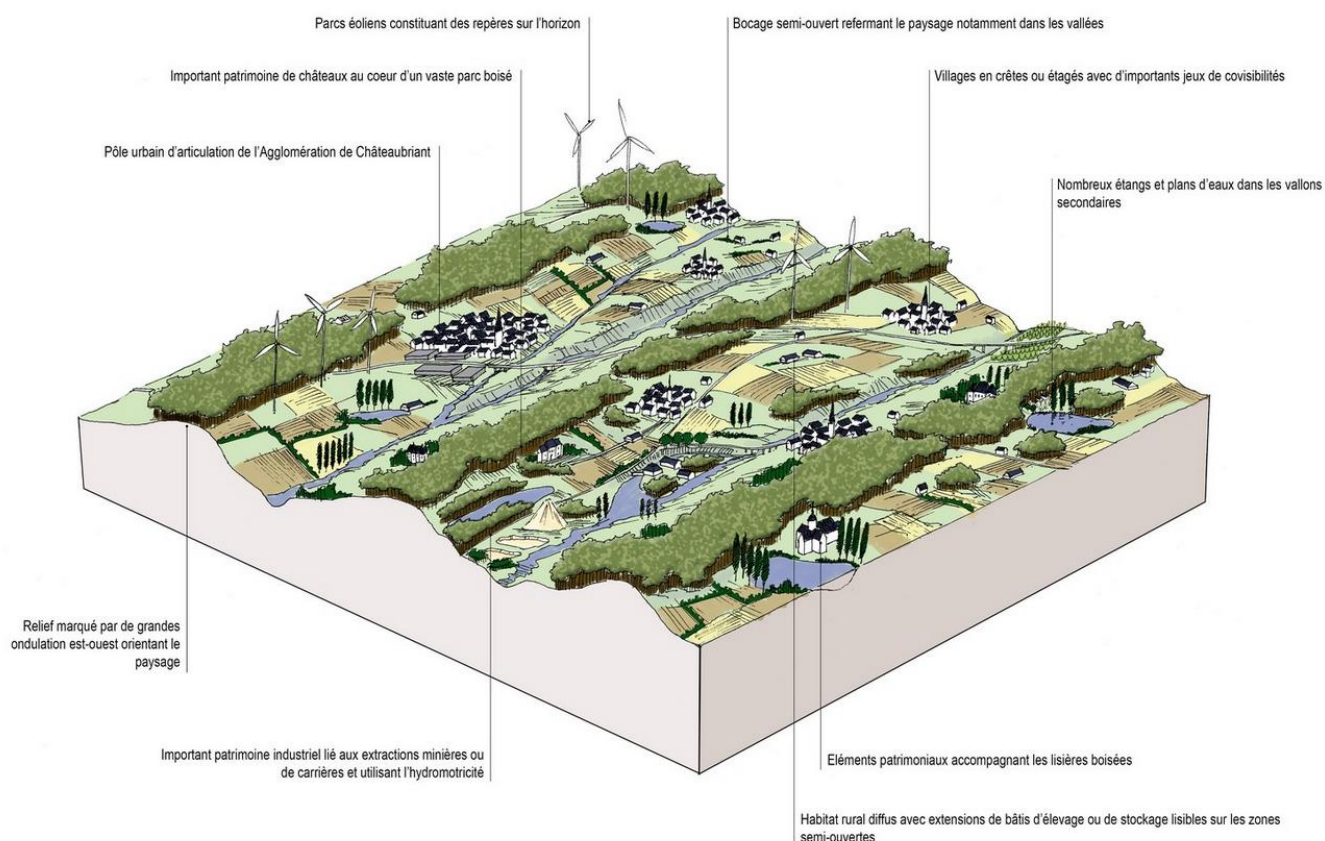 Parcs éoliens constituant des repères sur l'horizon
Bocage semi-ouvert refermant le paysage notamment dans les vallées
Important patrimoine de châteaux au coeur d'un vaste parc boisé
Villages en crêtes ou étagés avec d'importants jeux de covisibilités
Pôle urbain d'articulation de l'Agglomération de Châteaubriant
Nombreux étangs et plans d'eaux dans les vallons
secondaires
Relief marqué par de grandes
ondulation est-ouest orientant le
paysage
Important patrimoine industriel lié aux extractions minières ou
de carrières et utilisant l'hydromotricité
Eléments patrimoniaux accompagnant les lisières boisées
Habitat rural diffus avec extensions de bâtis d'élevage ou de stockage lisibles sur les zones
semi-ouvertes